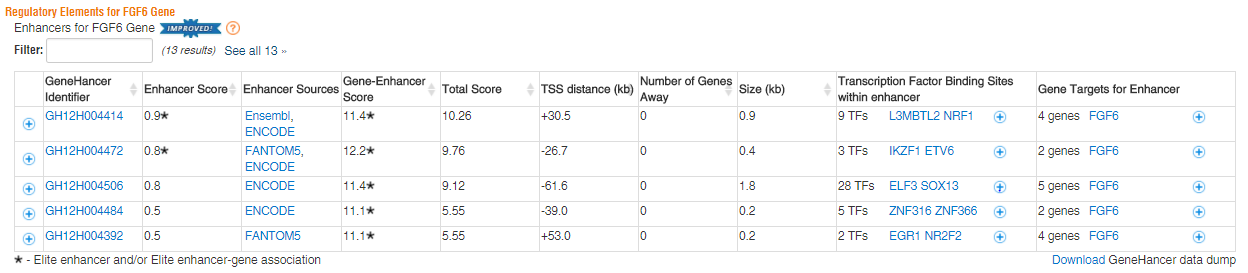 Regulatory Elements for FGF6 Gene
Enhancers for FGF6 Gene IMPROVED! ?
Filter: (13 results) See all 13 »
GeneHancer Identifier Enhancer Score Enhancer Sources Gene-Enhancer Score Total Score TSS distance (kb) Number of Genes Away Size (kb) Transcription Factor Binding Sites within enhancer Gene Targets for Enhancer
GH12H004414 0.9★ Ensembl, ENCODE 11.4★ 10.26 +30.5 0 0.9 9 TFs L3MBTL2 NRF1 4 genes FGF6
GH12H004472 0.8★ FANTOM5, ENCODE 12.2★ 9.76 -26.7 0 0.4 3 TFs IKZF1 ETV6 2 genes FGF6
GH12H004506 0.8 ENCODE 11.4★ 9.12 -61.6 0 1.8 28 TFs ELF3 SOX13 5 genes FGF6
GH12H004484 0.5 ENCODE 11.1★ 5.55 -39.0 0 0.2 5 TFs ZNF316 ZNF366 2 genes FGF6
GH12H004392 0.5 FANTOM5 11.1★ 5.55 +53.0 0 0.2 2 TFs EGR1 NR2F2 4 genes FGF6
★ - Elite enhancer and/or Elite enhancer-gene association Download GeneHancer data dump